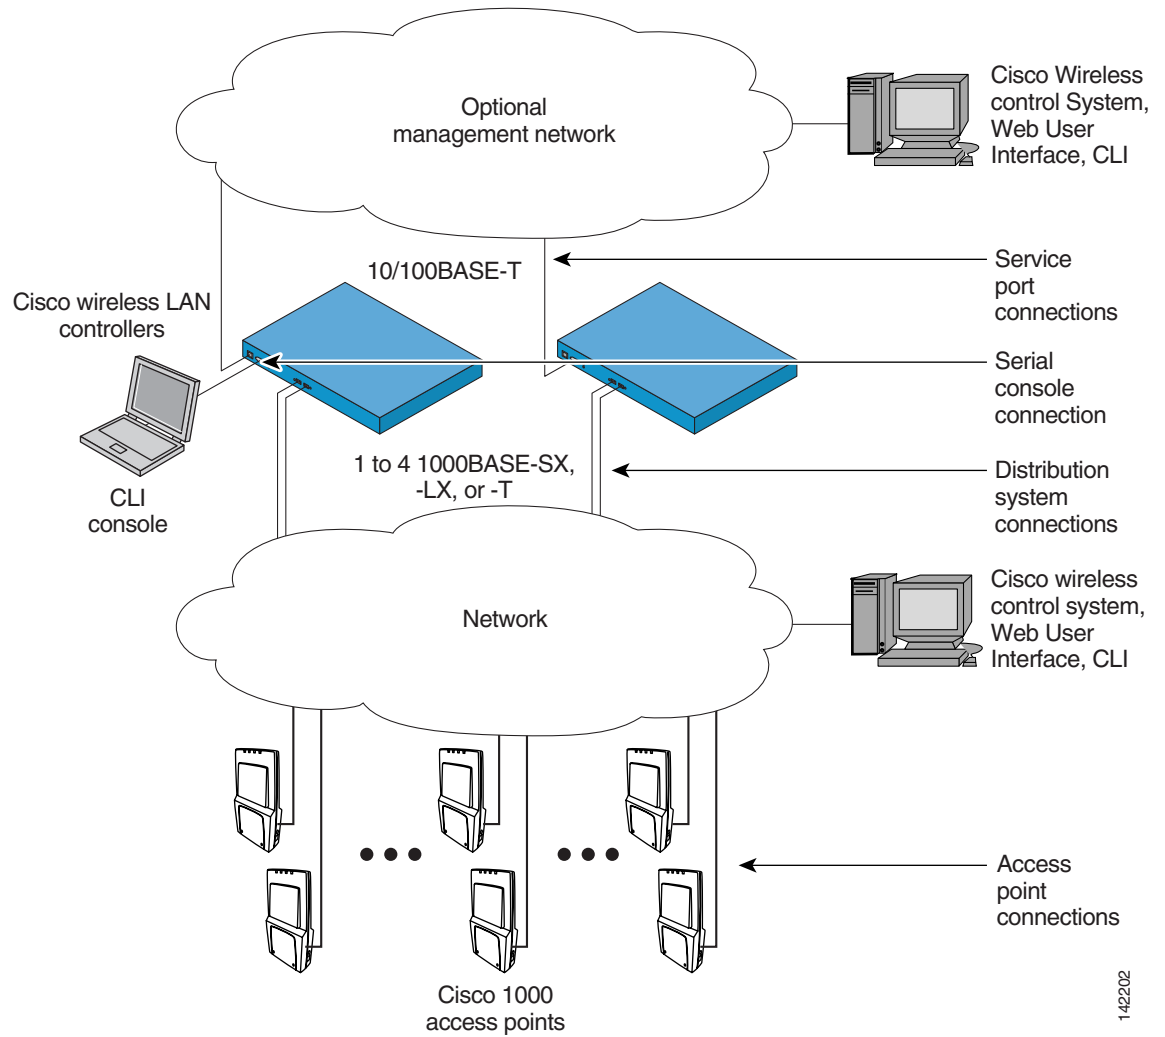 Optional
management network
Cisco Wireless
control System,
Web User
Interface, CLI
10/100BASE-T
Service
port
connections
Cisco wireless LAN
controllers
Serial
console
connection
1 to 4 1000BASE-SX,
-LX, or -T
Distribution
system
connections
CLI
console
Network
Cisco wireless
control system,
Web User
Interface, CLI
Access
point
connections
Cisco 1000
access points
142202